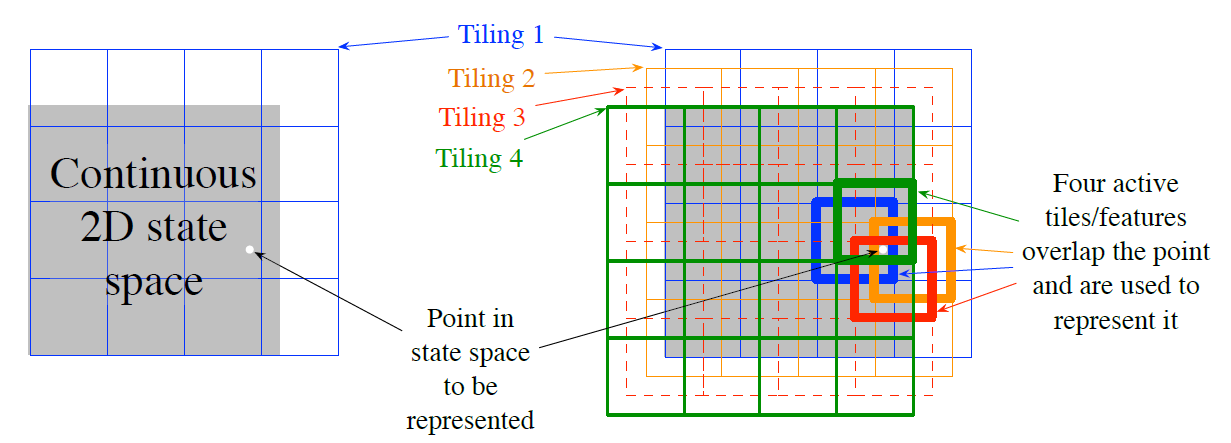 Tiling 1
Tiling 2
Tiling 3
Tiling 4
Continuous
2D state
space
Point in
state space
to be
represented
Four active
tiles/features
overlap the point
and are used to
represent it